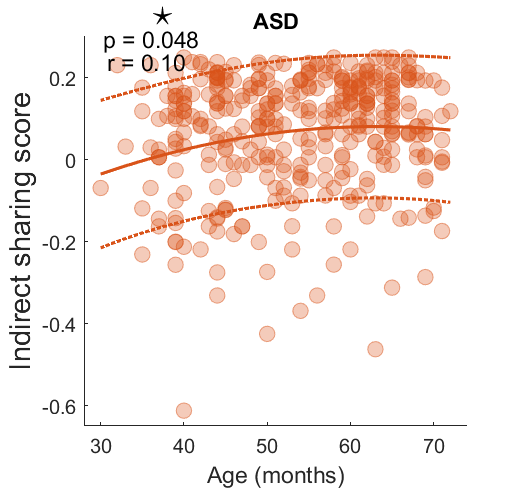 ASD
p = 0.048
r = 0.10
Indirect sharing score
0.2
0
-0.2
-0.4
-0.6
30 40 50 60 70
Age (months)